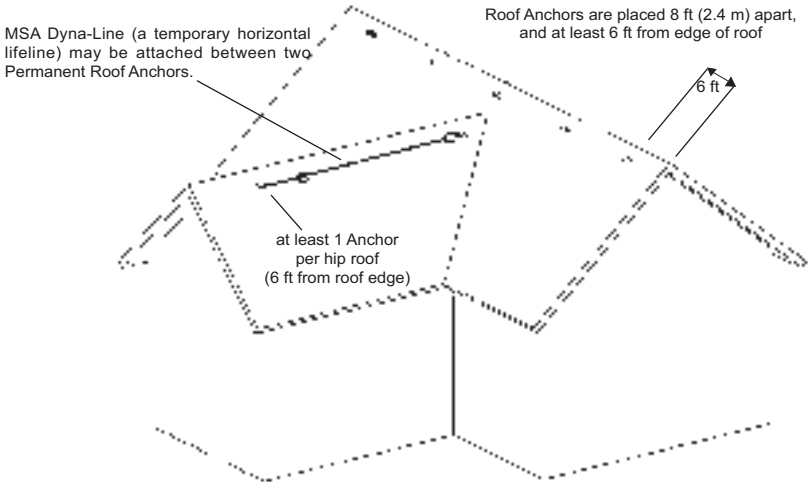 MSA Dyna-Line (a temporary horizontal
lifeline) may be attached between two
Permanent Roof Anchors.
Roof Anchors are placed 8 ft (2.4 m) apart,
and at least 6 ft from edge of roof
6 ft
at least 1 Anchor
per hip roof
(6 ft from roof edge)